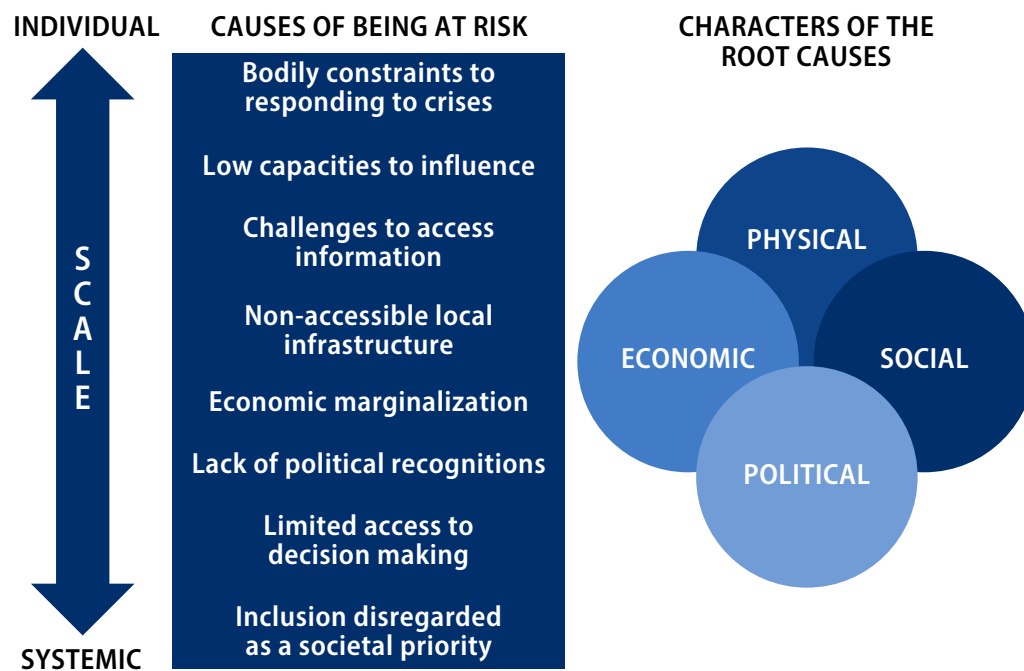 INDIVIDUAL
CAUSES OF BEING AT RISK
CHARACTERS OF THE
ROOT CAUSES
SCALE
Bodily constraints to
responding to crises
Low capacities to influence
Challenges to access
information
Non-accessible local
infrastructure
Economic marginalization
Lack of political recognitions
Limited access to
decision making
Inclusion disregarded
as a societal priority
SYSTEMIC
PHYSICAL
ECONOMIC
SOCIAL
POLITICAL